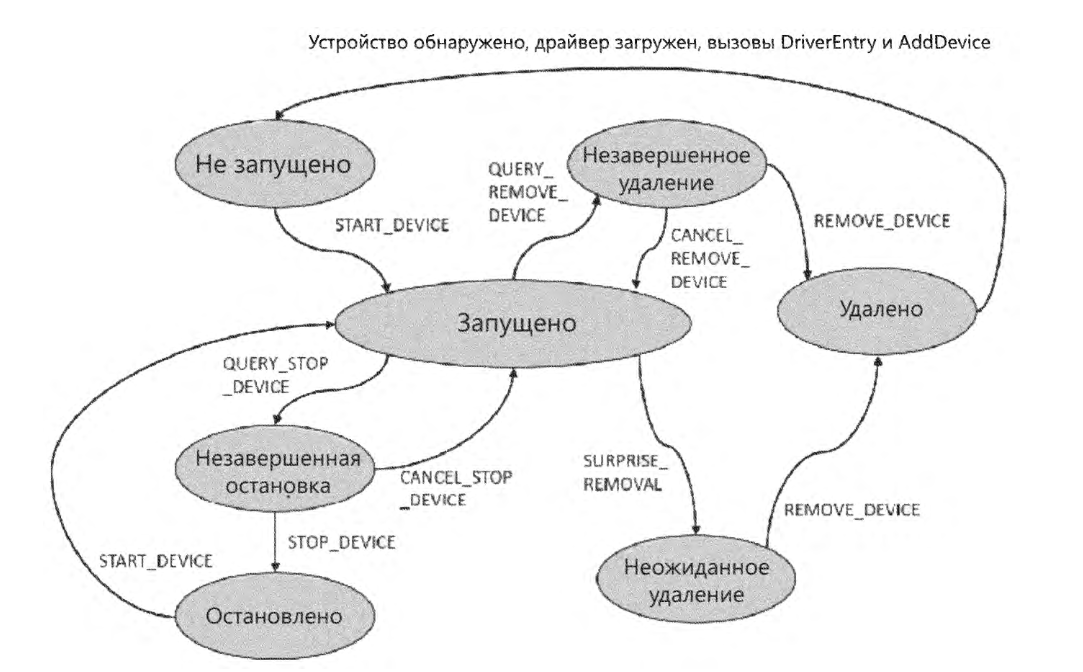 Устройство обнаружено, драйвер загружен, вызовы DriverEntry и AddDevice
Не запущено
START_DEVICE
QUERY_
REMOVE_
DEVICE
Незавершенное
удаление
CANCEL_
REMOVE_
DEVICE
REMOVE_DEVICE
Удалено
Запущено
QUERY_STOP
_DEVICE
Незавершенная
остановка
CANCEL_STOP
_DEVICE
SURPRISE_
REMOVAL
REMOVE_DEVICE
STOP_DEVICE
START_DEVICE
Неожиданное
удаление
Остановлено